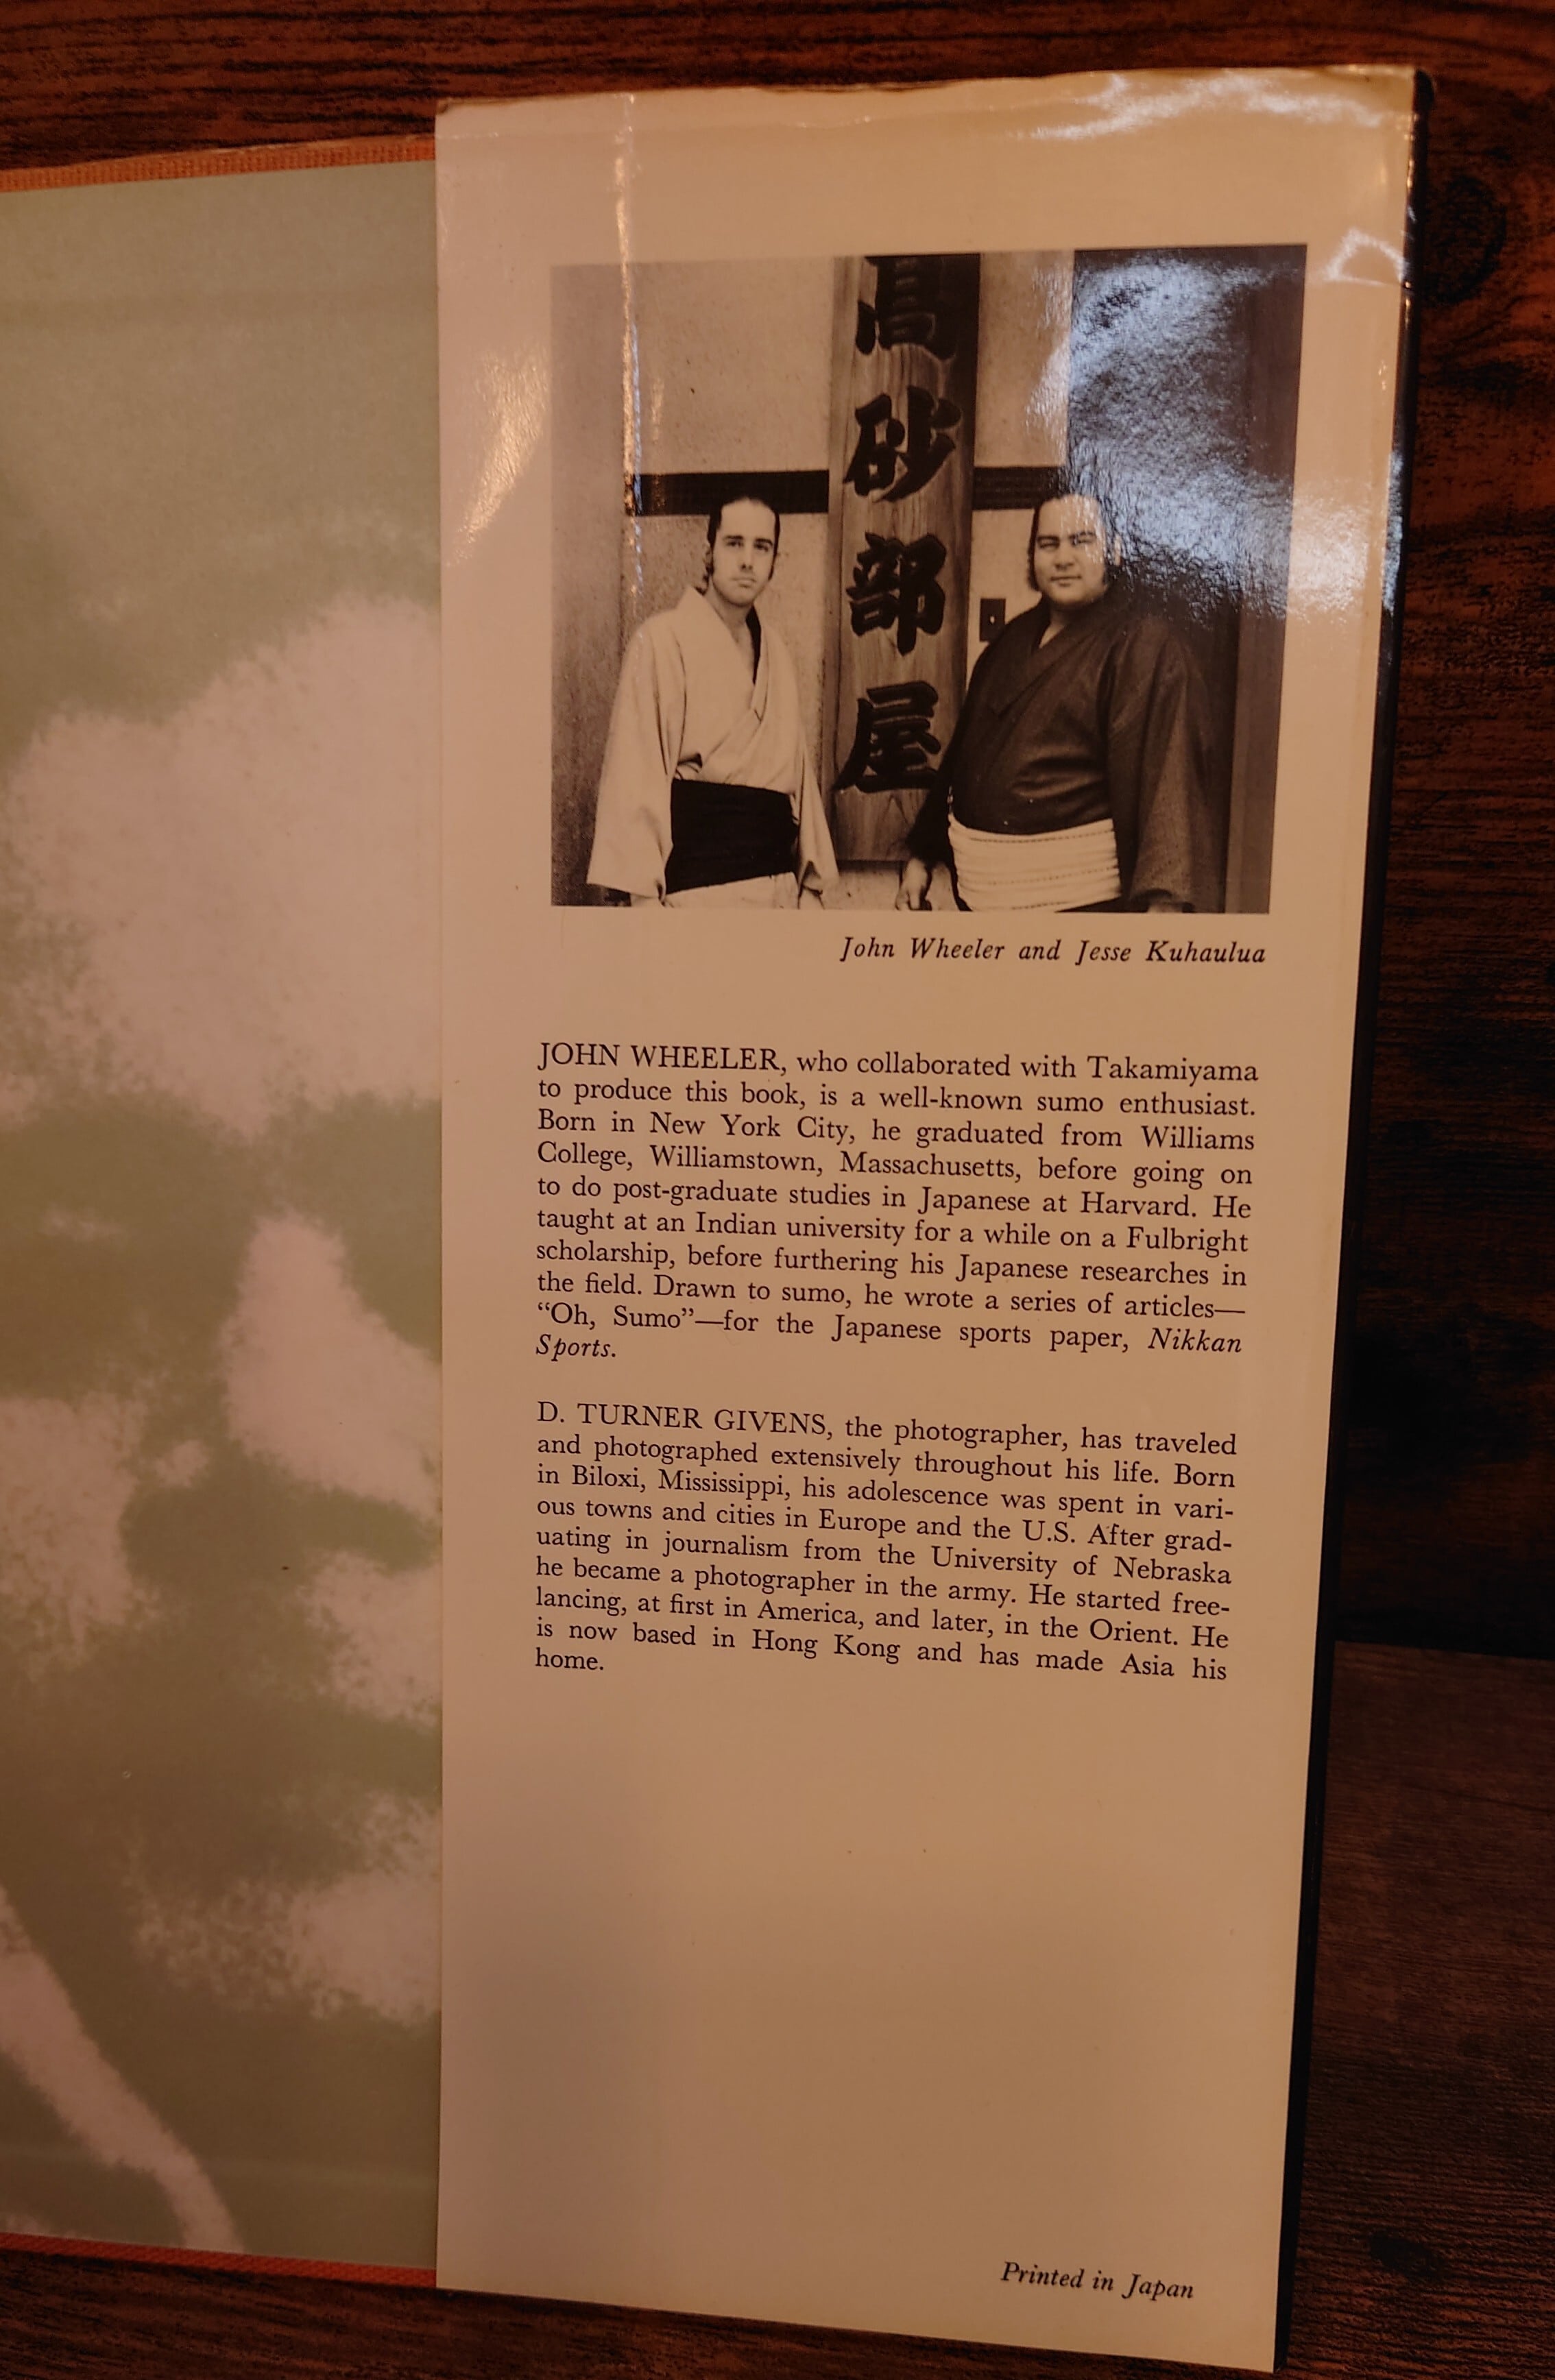 高
砂
部
屋
John Wheeler and Jesse Kuhaulua
JOHN WHEELER, who collaborated with Takamiyama
to produce this book, is a well-known sumo enthusiast.
Born in New York City, he graduated from Williams
College, Williamstown, Massachusetts, before going on
to do post-graduate studies in Japanese at Harvard. He
taught at an Indian university for a while on a Fulbright
scholarship, before furthering his Japanese researches in
the field. Drawn to sumo, he wrote a series of articles—
“Oh, Sumo”—for the Japanese sports paper, Nikkan
Sports.
D. TURNER GIVENS, the photographer, has traveled
and photographed extensively throughout his life. Born
in Biloxi, Mississippi, his adolescence was spent in vari-
ous towns and cities in Europe and the U.S. After grad-
uating in journalism from the University of Nebraska
he became a photographer in the army. He started free-
lancing, at first in America, and later, in the Orient. He
is now based in Hong Kong and has made Asia his
home.
Printed in Japan